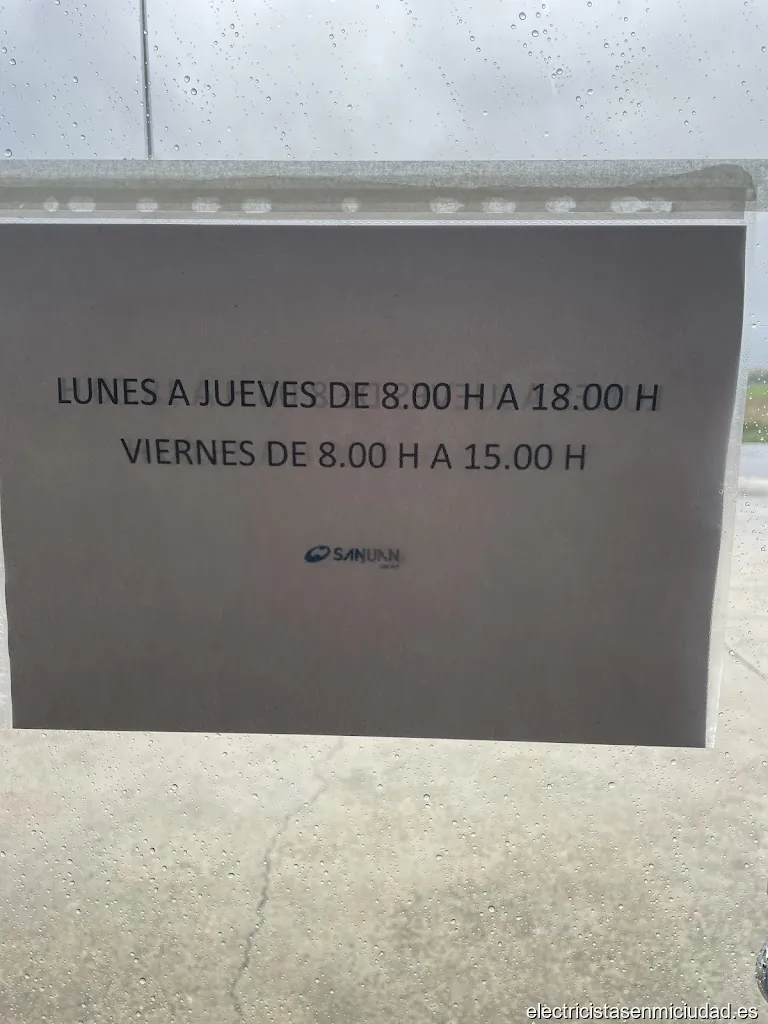 LUNES A JUEVES DE 8.00 H A 18.00 H
VIERNES DE 8.00 H A 15.00 H
SANJUAN
electricistasenmiciudad.es